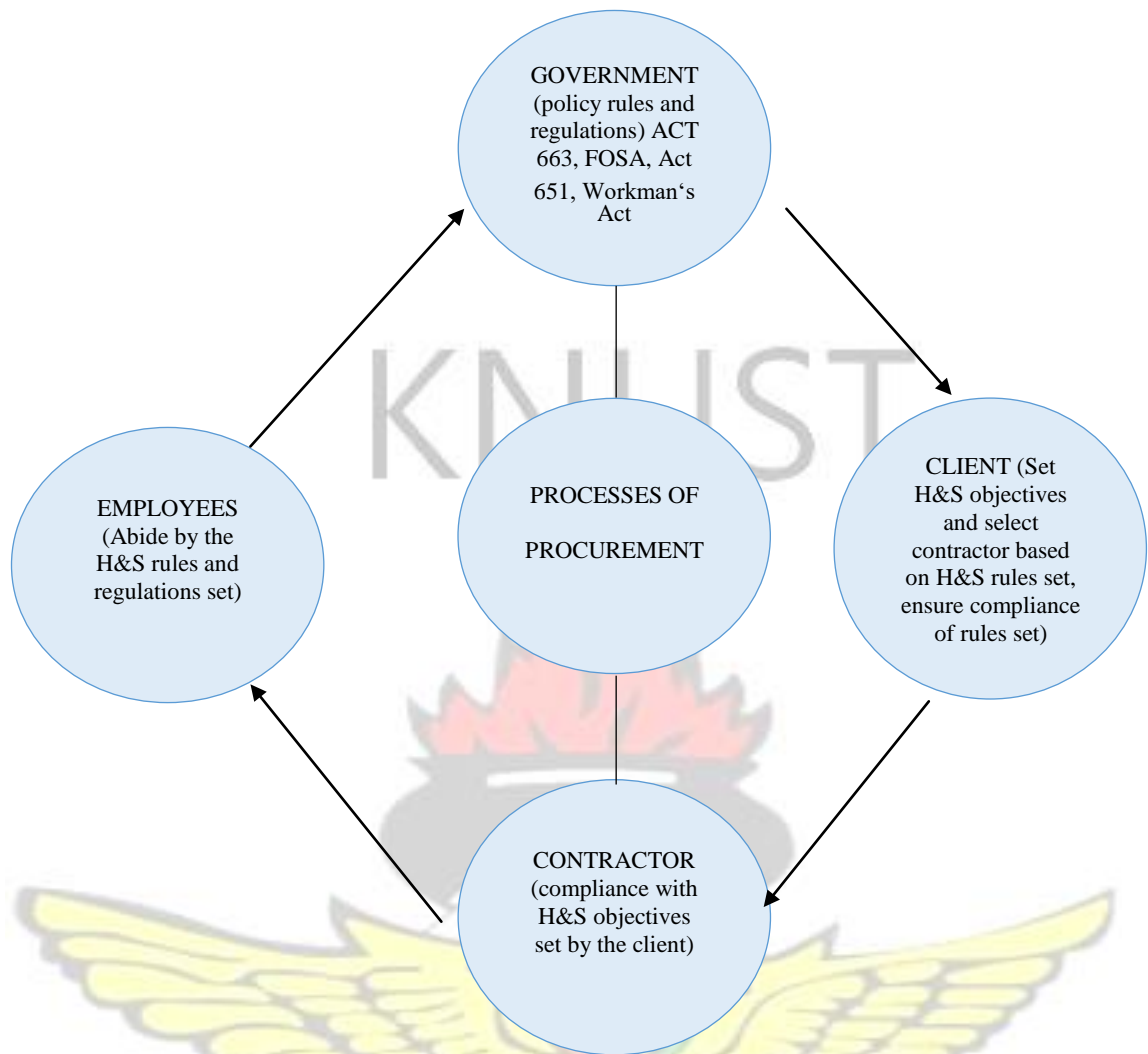 GOVERNMENT
(policy rules and
regulations) ACT
663, FOSA, Act
651, Workman‘s
Act
KNUST
EMPLOYEES
(Abide by the
H&S rules and
regulations set)
PROCESSES OF
PROCUREMENT
CLIENT (Set
H&S objectives
and select
contractor based
on H&S rules set,
ensure compliance
of rules set)
CONTRACTOR
(compliance with
H&S objectives
set by the client)